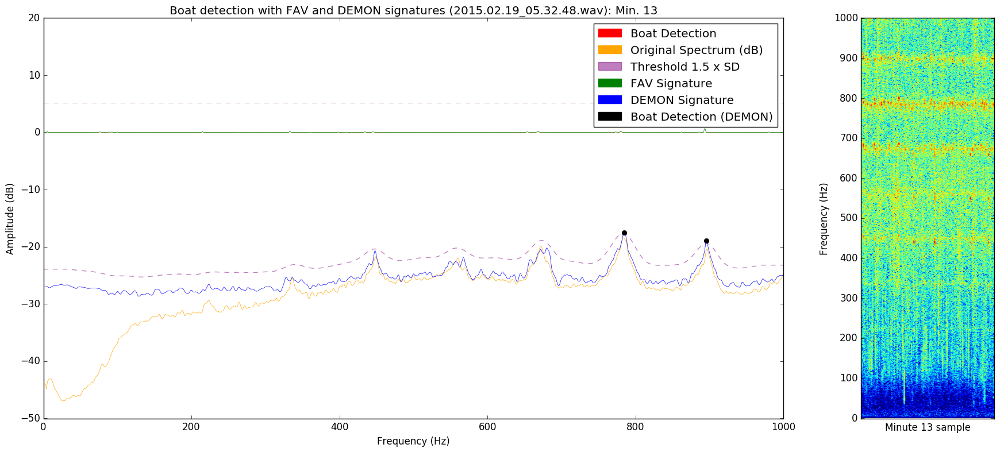 Boat detection with FAV and DEMON signatures (2015.02.19_05.32.48.wav): Min. 13
20
10
0
−10
−20
−30
−40
−50
Amplitude (dB)
Boat Detection
Original Spectrum (dB)
Threshold 1.5 x SD
FAV Signature
DEMON Signature
Boat Detection (DEMON)
0 200 400 600 800 1000
Frequency (Hz)
1000
900
800
700
600
500
400
300
200
100
0
Frequency (Hz)
Minute 13 sample